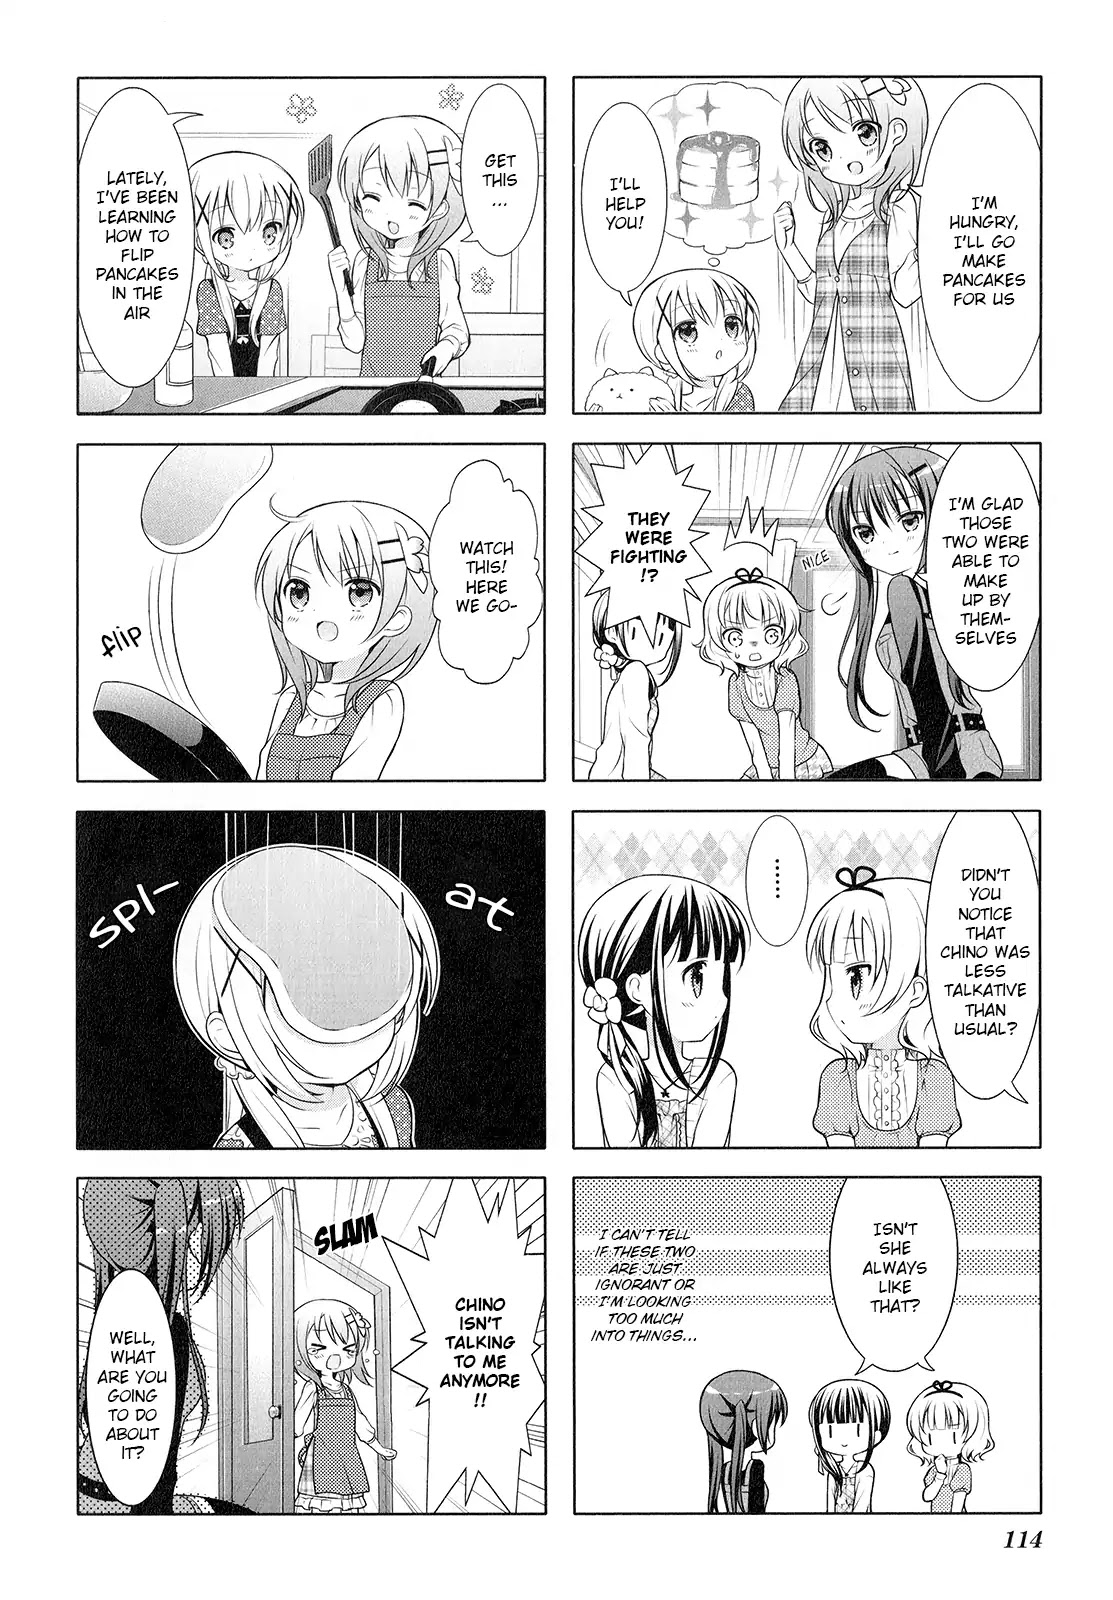 I'M
HUNGRY,
I'LL GO
MAKE
PANCAKES
FOR US
I'LL
HELP
YOU!
I'M GLAD
THOSE
TWO WERE
ABLE TO
MAKE
UP BY
THEM-
SELVES
NICE
THEY
WERE
FIGHTING
!?
DIDN'T
YOU
NOTICE
THAT
CHINO WAS
LESS
TALKATIVE
THAN
USUAL?
......
ISN'T
SHE
ALWAYS
LIKE
THAT?
I CAN'T TELL
IF THESE TWO
ARE JUST
IGNORANT OR
I'M LOOKING
TOO MUCH
INTO THINGS...
GET
THIS
...
LATELY,
I'VE BEEN
LEARNING
HOW TO
FLIP
PANCAKES
IN THE
AIR
WATCH
THIS!
HERE
WE GO-
flip
spl-
at
SLAM
CHINO
ISN'T
TALKING
TO ME
ANYMORE
!!
WELL,
WHAT
ARE YOU
GOING
TO DO
ABOUT
IT?
114